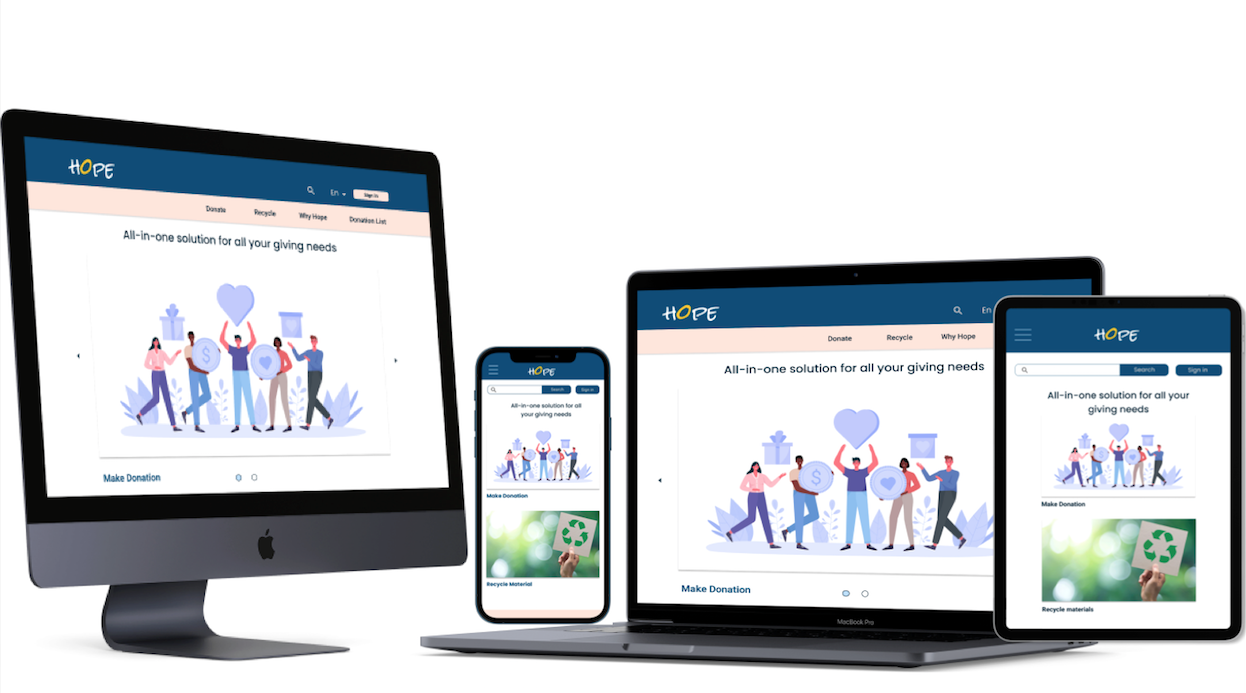 HOPE
En
Sign in
Donate Recycle Why Hope Donation List
All-in-one solution for all your giving needs
$
Make Donation
HOPE
Search Sign in
All-in-one solution for all
your giving needs
Make Donation
Recycle Material
HOPE
En
Donate Recycle Why Hope
All-in-one solution for all your giving needs
$
Make Donation
MacBook Pro
HOPE
Search Sign in
All-in-one solution for all your
giving needs
Make Donation
Recycle materials